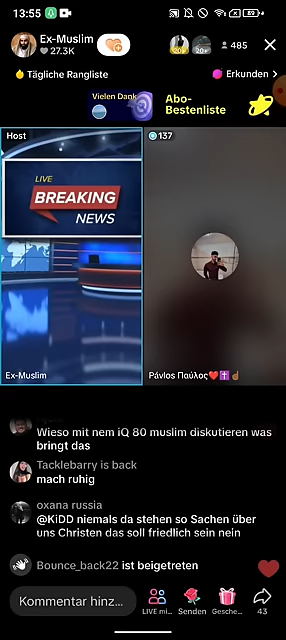 13:55
Ex-Muslim
27.3K
485
Tägliche Rangliste
Erkunden >
Vielen Dank
Abo-
Bestenliste
Host
137
LIVE
BREAKING
NEWS
Ex-Muslim
Pávlos Παύλος❤️✝️☝🏽
Wieso mit nem iQ 80 muslim diskutieren was
bringt das
Tacklebarry is back
mach ruhig
oxana russia
@KiDD niemals da stehen so Sachen über
uns Christen das soll friedlich sein nein
Bounce_back22 ist beigetreten
Kommentar hinz...
LIVE mi...
Senden
Gesche...
43